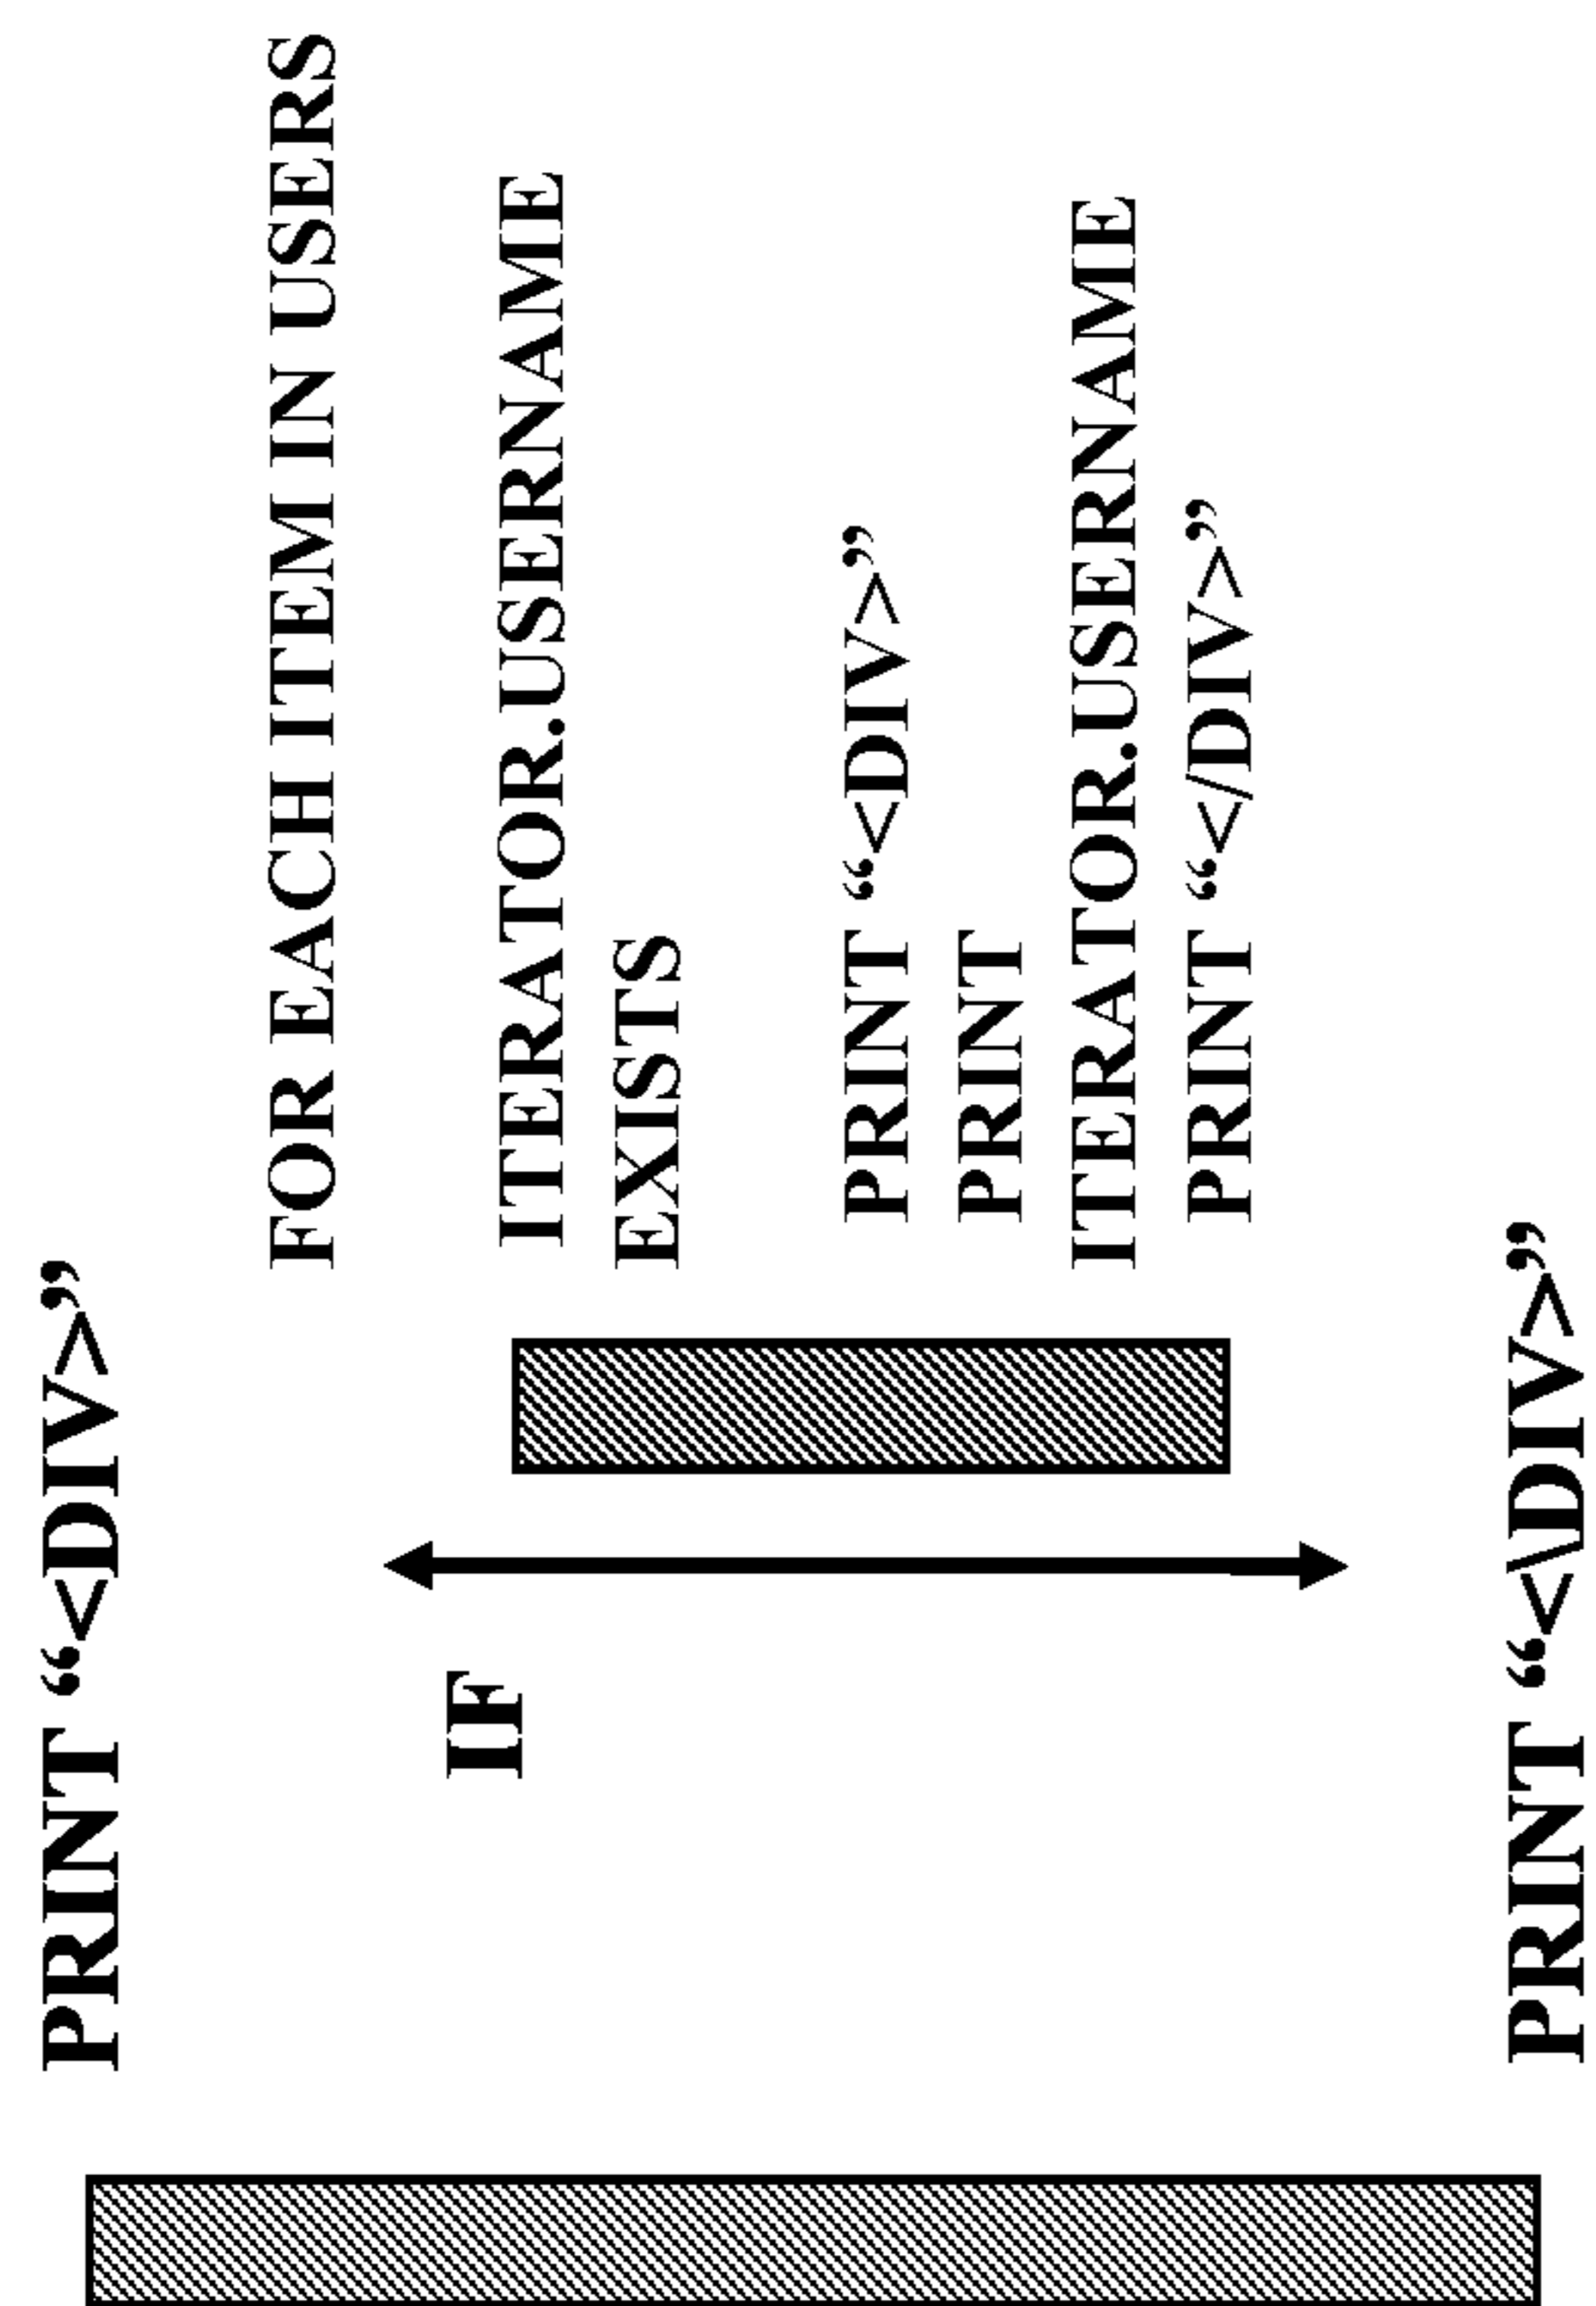 PRINT “<DIV>”
FOR EACH ITEM IN USERS
IF
ITERATOR.USERNAME
EXISTS
PRINT “<DIV>”
PRINT
ITERATOR.USERNAME
PRINT “</DIV>”
PRINT “<\DIV>”